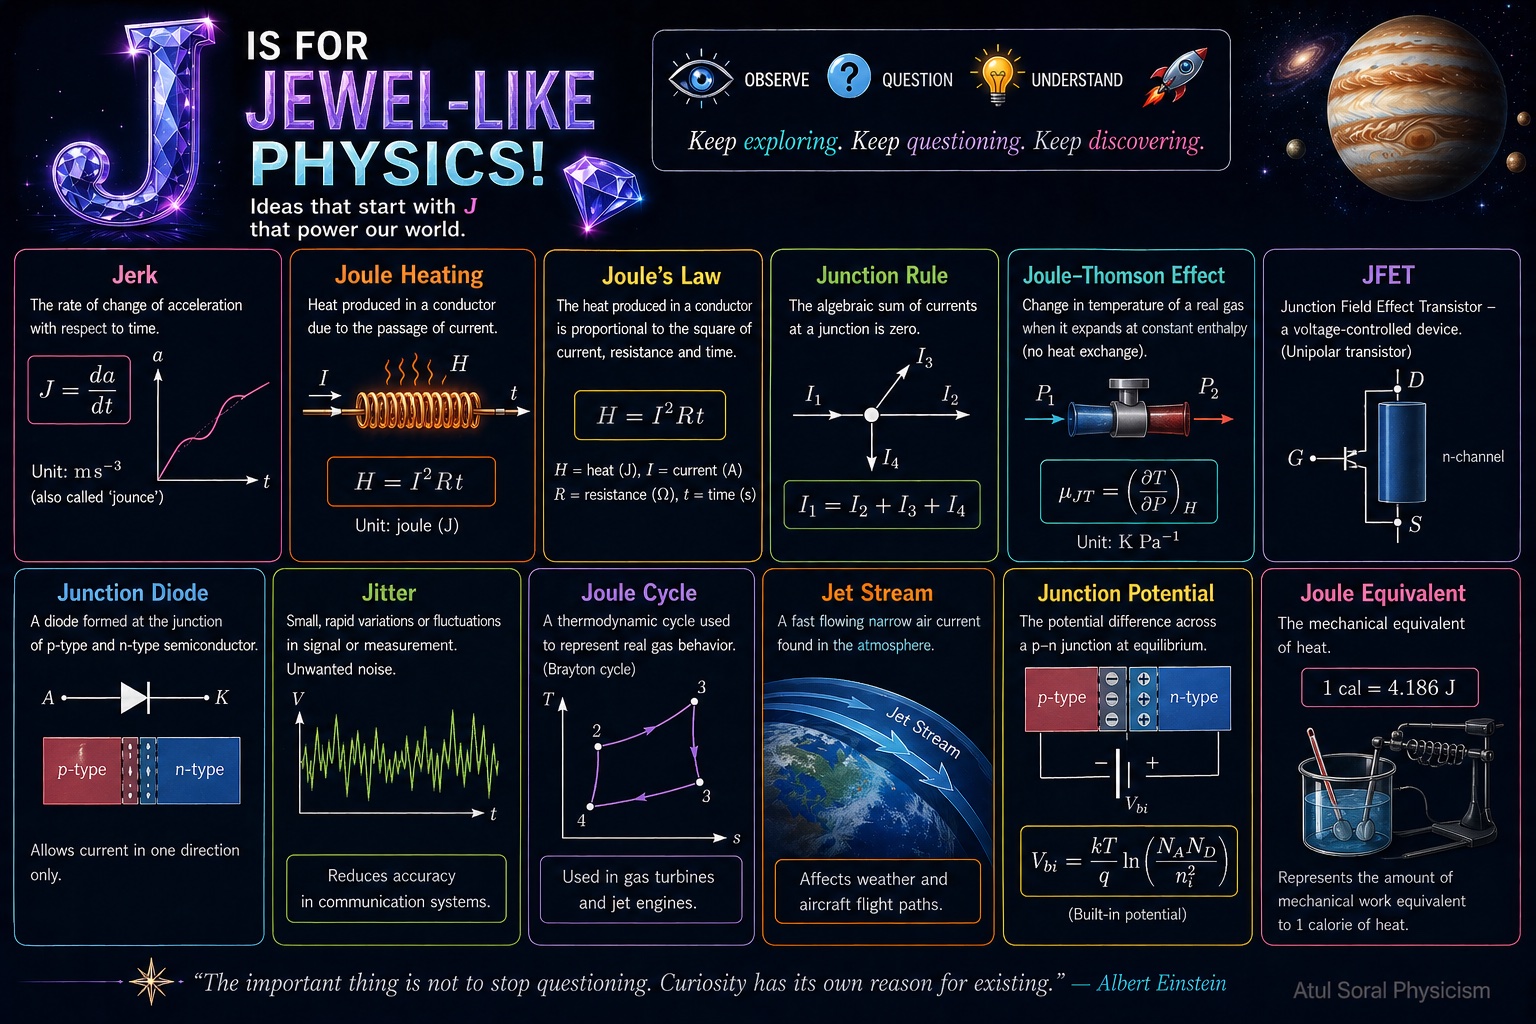 J
IS FOR
JEWEL-LIKE
PHYSICS!
Ideas that start with J
that power our world.
OBSERVE
?
QUESTION
UNDERSTAND
Keep exploring. Keep questioning. Keep discovering.
Jerk
The rate of change of acceleration
with respect to time.
J = da/dt
a
t
Unit: m s⁻³
(also called ‘jounce’)
Joule Heating
Heat produced in a conductor
due to the passage of current.
I
H
t
H = I²Rt
Unit: joule (J)
Joule’s Law
The heat produced in a conductor
is proportional to the square of
current, resistance and time.
H = I²Rt
H = heat (J), I = current (A)
R = resistance (Ω), t = time (s)
Junction Rule
The algebraic sum of currents
at a junction is zero.
I₃
I₁
I₂
I₄
I₁ = I₂ + I₃ + I₄
Joule–Thomson Effect
Change in temperature of a real gas
when it expands at constant enthalpy
(no heat exchange).
P₁
P₂
μ_JT = (∂T/∂P)_H
Unit: K Pa⁻¹
JFET
Junction Field Effect Transistor –
a voltage-controlled device.
(Unipolar transistor)
D
G
n-channel
S
Junction Diode
A diode formed at the junction
of p-type and n-type semiconductor.
A
K
p-type
n-type
Allows current in one direction
only.
Jitter
Small, rapid variations or fluctuations
in signal or measurement.
Unwanted noise.
V
t
Reduces accuracy
in communication systems.
Joule Cycle
A thermodynamic cycle used
to represent real gas behavior.
(Brayton cycle)
T
3
2
3
4
s
Used in gas turbines
and jet engines.
Jet Stream
A fast flowing narrow air current
found in the atmosphere.
Jet Stream
Affects weather and
aircraft flight paths.
Junction Potential
The potential difference across
a p–n junction at equilibrium.
p-type
− +
− +
− +
n-type
− +
V_bi
V_bi = kT/q ln(N_A N_D/n_i²)
(Built-in potential)
Joule Equivalent
The mechanical equivalent
of heat.
1 cal = 4.186 J
Represents the amount of
mechanical work equivalent
to 1 calorie of heat.
“The important thing is not to stop questioning. Curiosity has its own reason for existing.” — Albert Einstein
Atul Soral Physicism